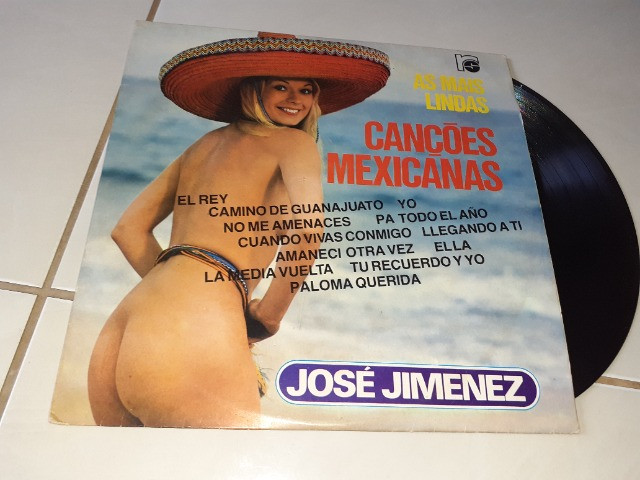 AS MAIS
LINDAS
CANÇÕES
MEXICANAS
EL REY
CAMINO DE GUANAJUATO YO
NO ME AMENACES PA TODO EL AÑO
CUANDO VIVAS CONMIGO LLEGANDO A TI
AMANECI OTRA VEZ ELLA
LA MEDIA VUELTA TU RECUERDO Y YO
PALOMA QUERIDA
JOSÉ JIMENEZ